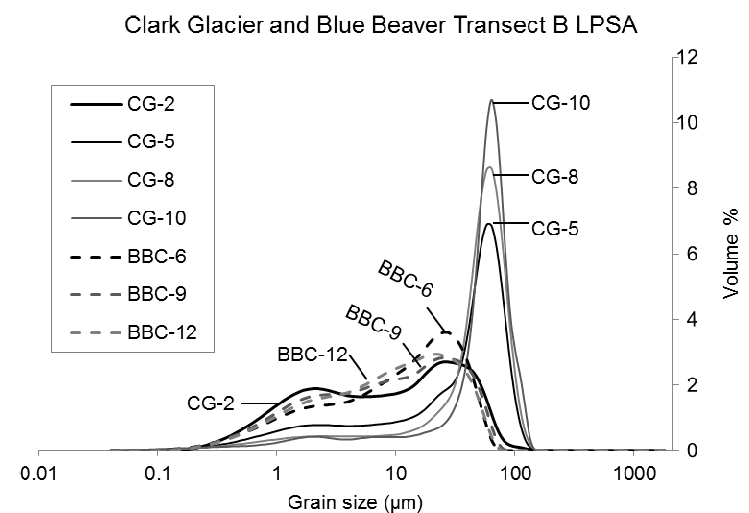 Clark Glacier and Blue Beaver Transect B LPSA
CG-2
CG-5
CG-8
CG-10
BBC-6
BBC-9
BBC-12
CG-10
CG-8
CG-5
BBC-6
BBC-9
BBC-12
CG-2
12
10
8
6
4
2
0
Volume %
0.01 0.1 1 10 100 1000
Grain size (µm)